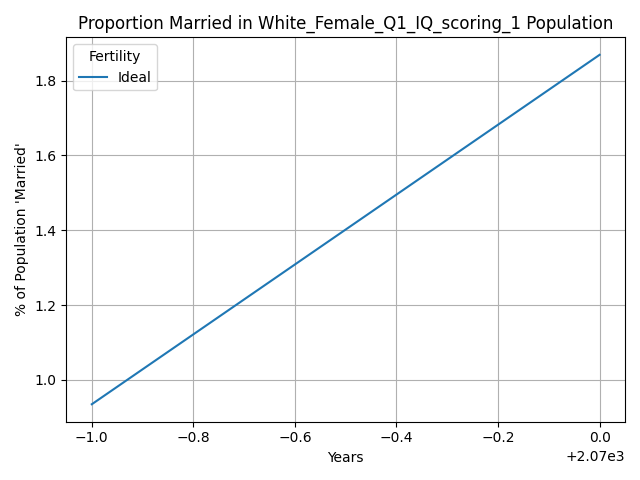 Proportion Married in White_Female_Q1_IQ_scoring_1 Population
Fertility
Ideal
% of Population 'Married'
1.8
1.6
1.4
1.2
1.0
−1.0
−0.8
−0.6
−0.4
−0.2
0.0
Years
+2.07e3